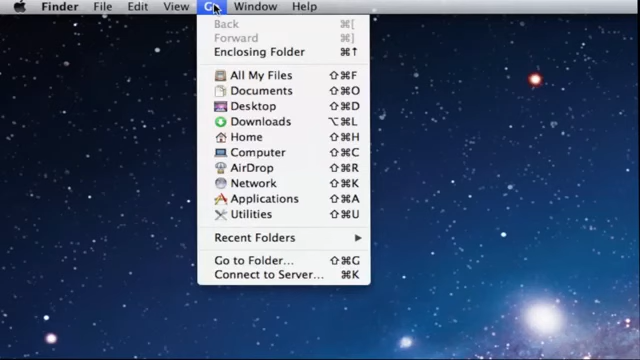 Finder File Edit View Go Window Help
Back ⌘[
Forward ⌘]
Enclosing Folder ⌘↑
All My Files ⇧⌘F
Documents ⇧⌘O
Desktop ⇧⌘D
Downloads ⌥⌘L
Home ⇧⌘H
Computer ⇧⌘C
AirDrop ⇧⌘R
Network ⇧⌘K
Applications ⇧⌘A
Utilities ⇧⌘U
Recent Folders ▶
Go to Folder... ⇧⌘G
Connect to Server... ⌘K